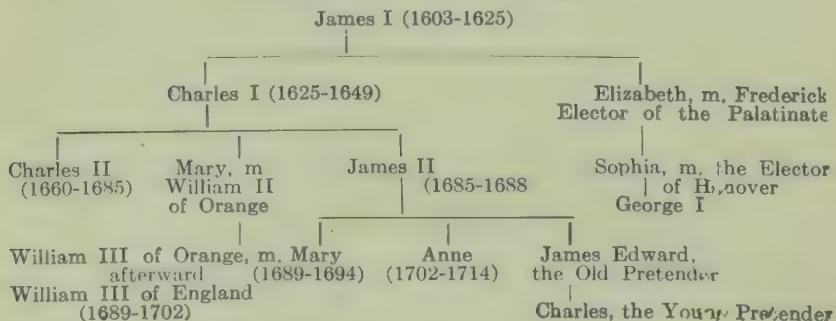 James I (1603-1625)
Charles I (1625-1649) Elizabeth, m. Frederick
Elector of the Palatinate
Charles II Mary, m James II Sophia, m. the Elector
(1660-1685) William II (1685-1688 of Hanover
of Orange George I
William III of Orange, m. Mary Anne James Edward,
afterward (1689-1694) (1702-1714) the Old Pretender
William III of England
(1689-1702) Charles, the Young Pretender